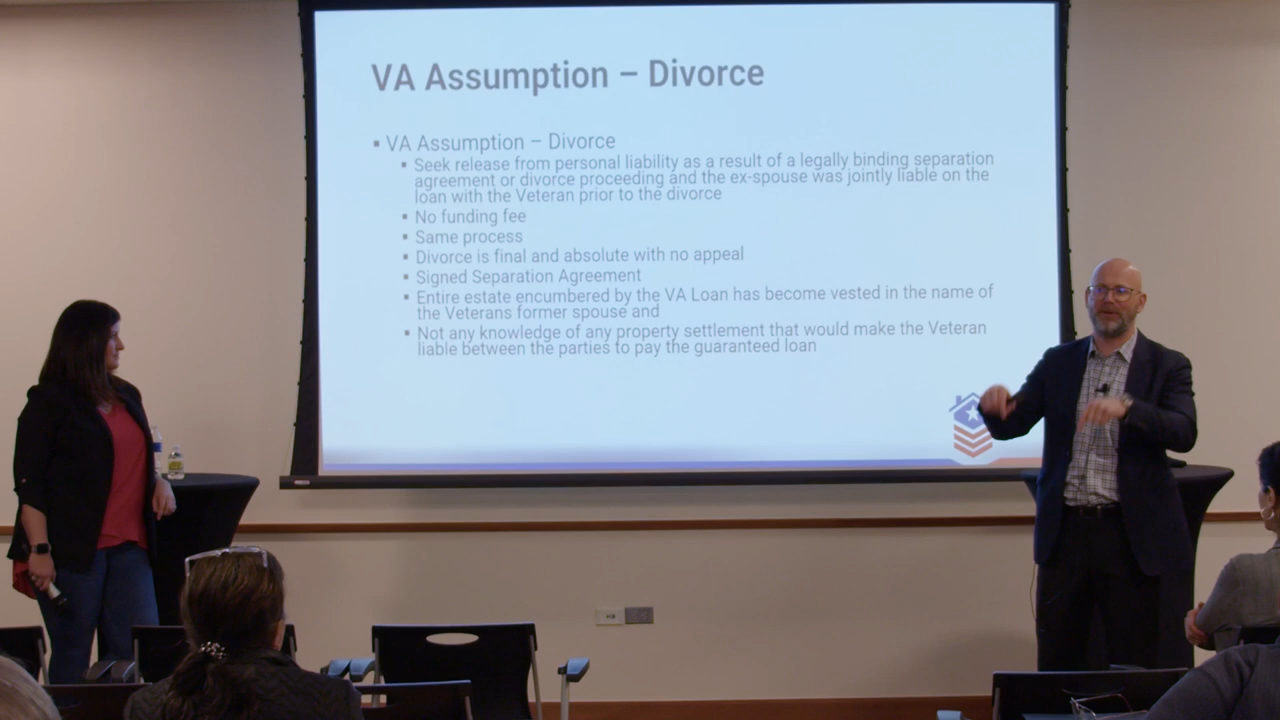 VA Assumption – Divorce
▪ VA Assumption – Divorce
▪ Seek release from personal liability as a result of a legally binding separation
agreement or divorce proceeding and the ex-spouse was jointly liable on the
loan with the Veteran prior to the divorce
▪ No funding fee
▪ Same process
▪ Divorce is final and absolute with no appeal
▪ Signed Separation Agreement
▪ Entire estate encumbered by the VA Loan has become vested in the name of
the Veterans former spouse and
▪ Not any knowledge of any property settlement that would make the Veteran
liable between the parties to pay the guaranteed loan